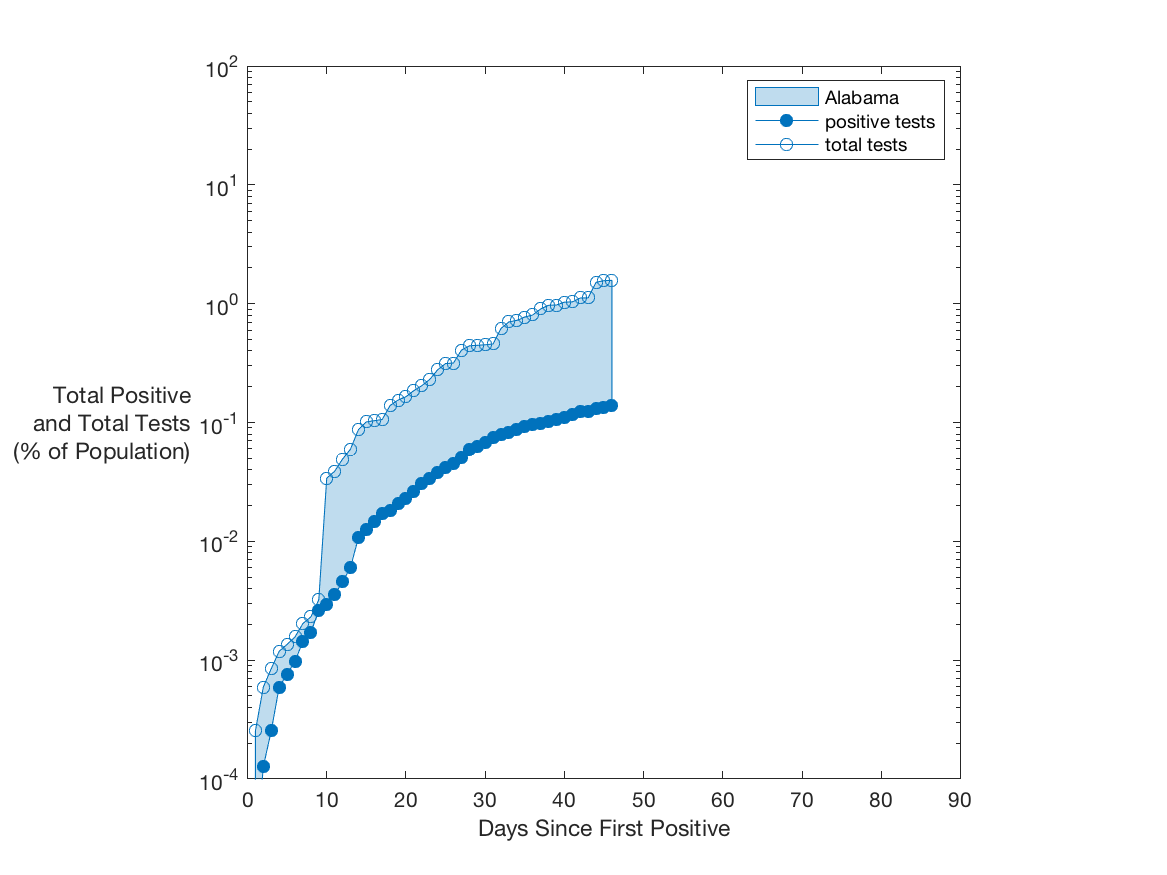 10^2
10^1
10^0
10^-1
10^-2
10^-3
10^-4
Total Positive
and Total Tests
(% of Population)
Alabama
positive tests
total tests
0 10 20 30 40 50 60 70 80 90
Days Since First Positive